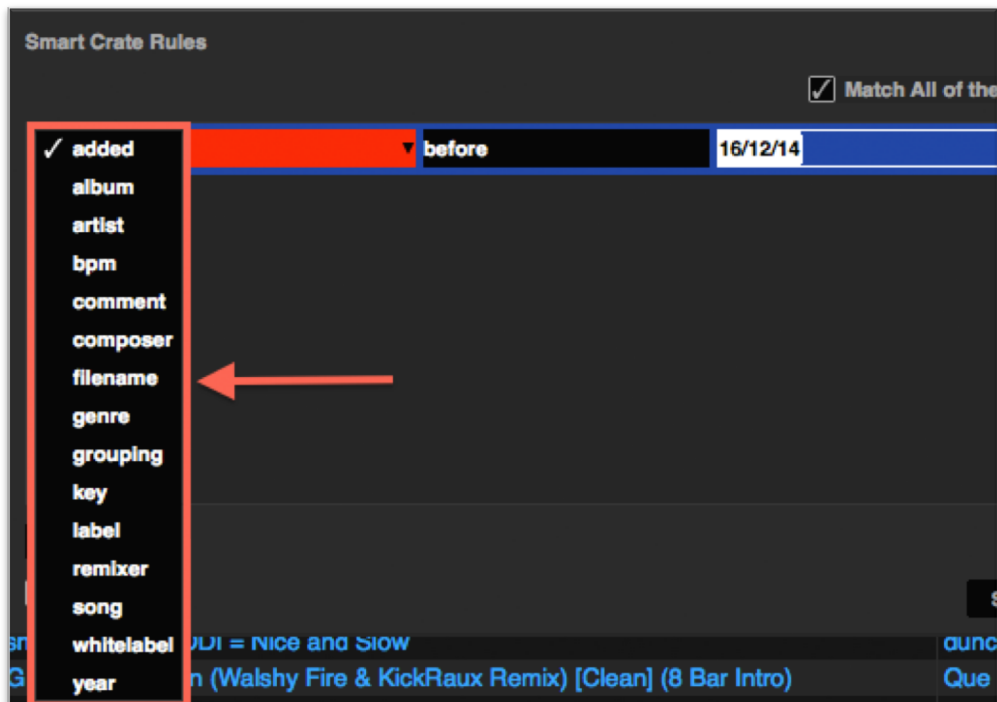 Smart Crate Rules
✓ Match All of the
✓ added before 16/12/14
album
artist
bpm
comment
composer
filename
genre
grouping
key
label
remixer
song
whitelabel = Nice and Slow dunc
year (Walshy Fire & KickRaux Remix) [Clean] (8 Bar Intro) Que